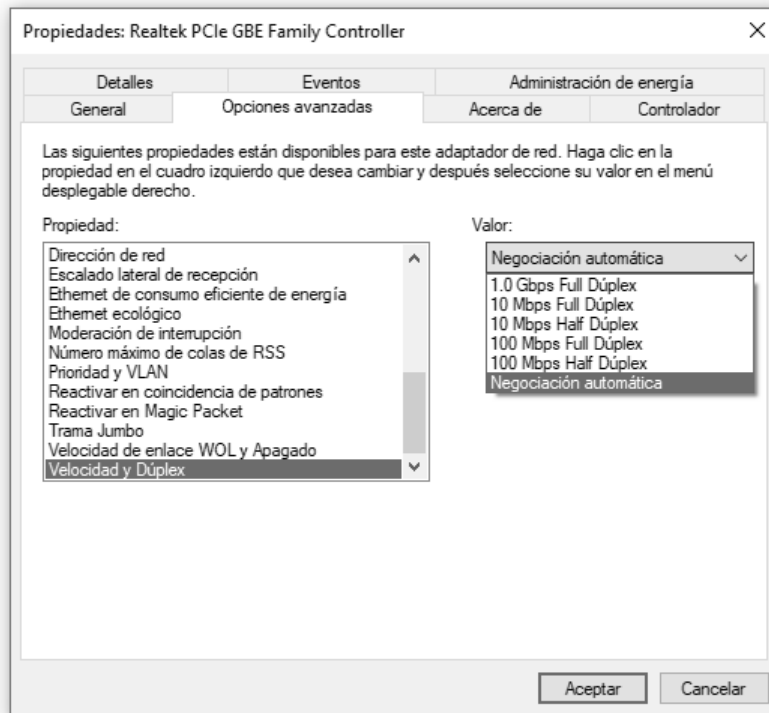 Propiedades: Realtek PCIe GBE Family Controller
Detalles
Eventos
Administración de energía
General
Opciones avanzadas
Acerca de
Controlador
Las siguientes propiedades están disponibles para este adaptador de red. Haga clic en la
propiedad en el cuadro izquierdo que desea cambiar y después seleccione su valor en el menú
desplegable derecho.
Propiedad:
Dirección de red
Escalado lateral de recepción
Ethernet de consumo eficiente de energía
Ethernet ecológico
Moderación de interrupción
Número máximo de colas de RSS
Prioridad y VLAN
Reactivar en coincidencia de patrones
Reactivar en Magic Packet
Trama Jumbo
Velocidad de enlace WOL y Apagado
Velocidad y Dúplex
Valor:
Negociación automática
1.0 Gbps Full Dúplex
10 Mbps Full Dúplex
10 Mbps Half Dúplex
100 Mbps Full Dúplex
100 Mbps Half Dúplex
Negociación automática
Aceptar
Cancelar